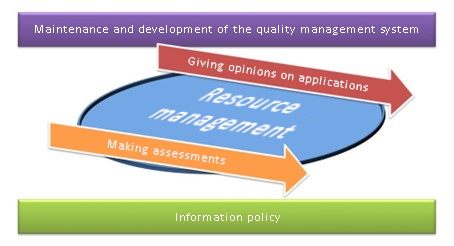 Maintenance and development of the quality management system
Giving opinions on applications
Resource
management
Making assessments
Information policy